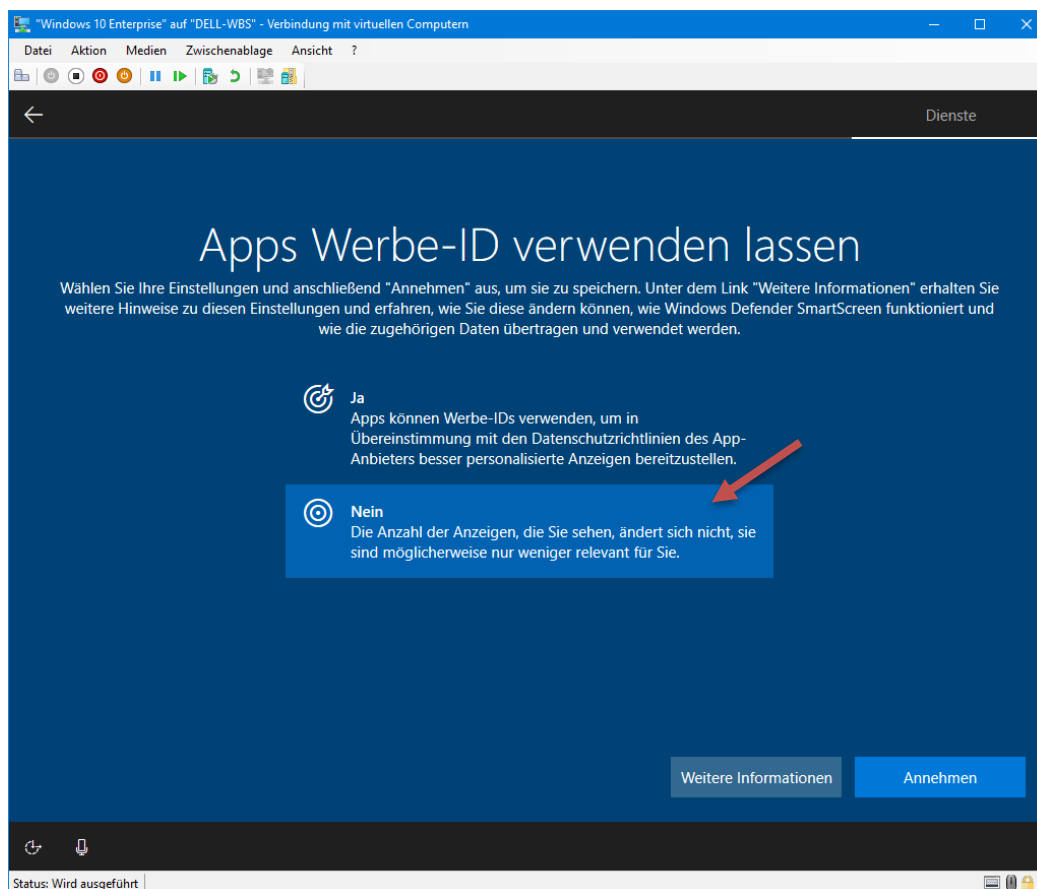 "Windows 10 Enterprise" auf "DELL-WBS" - Verbindung mit virtuellen Computern
Datei Aktion Medien Zwischenablage Ansicht ?
Dienste
Apps Werbe-ID verwenden lassen
Wählen Sie Ihre Einstellungen und anschließend "Annehmen" aus, um sie zu speichern. Unter dem Link "Weitere Informationen" erhalten Sie
weitere Hinweise zu diesen Einstellungen und erfahren, wie Sie diese ändern können, wie Windows Defender SmartScreen funktioniert und
wie die zugehörigen Daten übertragen und verwendet werden.
Ja
Apps können Werbe-IDs verwenden, um in
Übereinstimmung mit den Datenschutzrichtlinien des App-
Anbieters besser personalisierte Anzeigen bereitzustellen.
Nein
Die Anzahl der Anzeigen, die Sie sehen, ändert sich nicht, sie
sind möglicherweise nur weniger relevant für Sie.
Weitere Informationen
Annehmen
Status: Wird ausgeführt